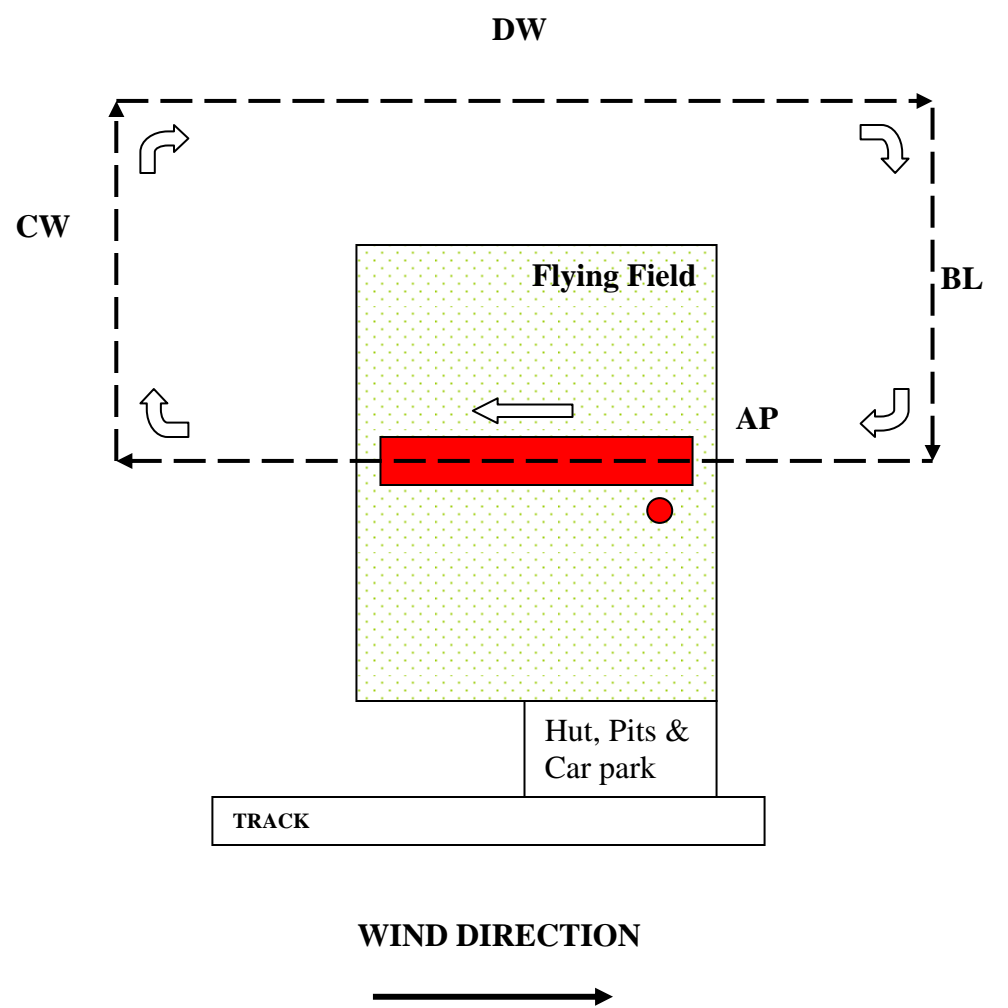 DW
CW
Flying Field
BL
AP
Hut, Pits &
Car park
TRACK
WIND DIRECTION